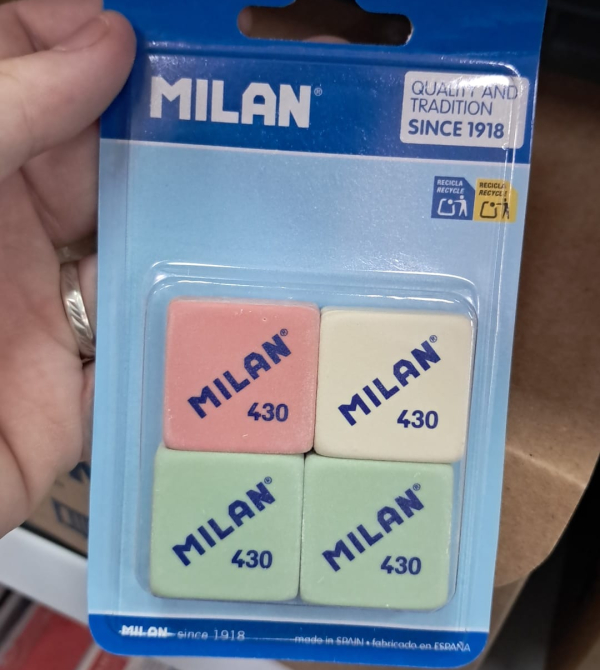 MILAN®
QUALITY AND
TRADITION
SINCE 1918
RECICLA
RECYCLE
RECICLA
RECYCLE
MILAN®
430
MILAN®
430
MILAN®
430
MILAN®
430
MILAN since 1918
made in SPAIN • fabricado en ESPAÑA